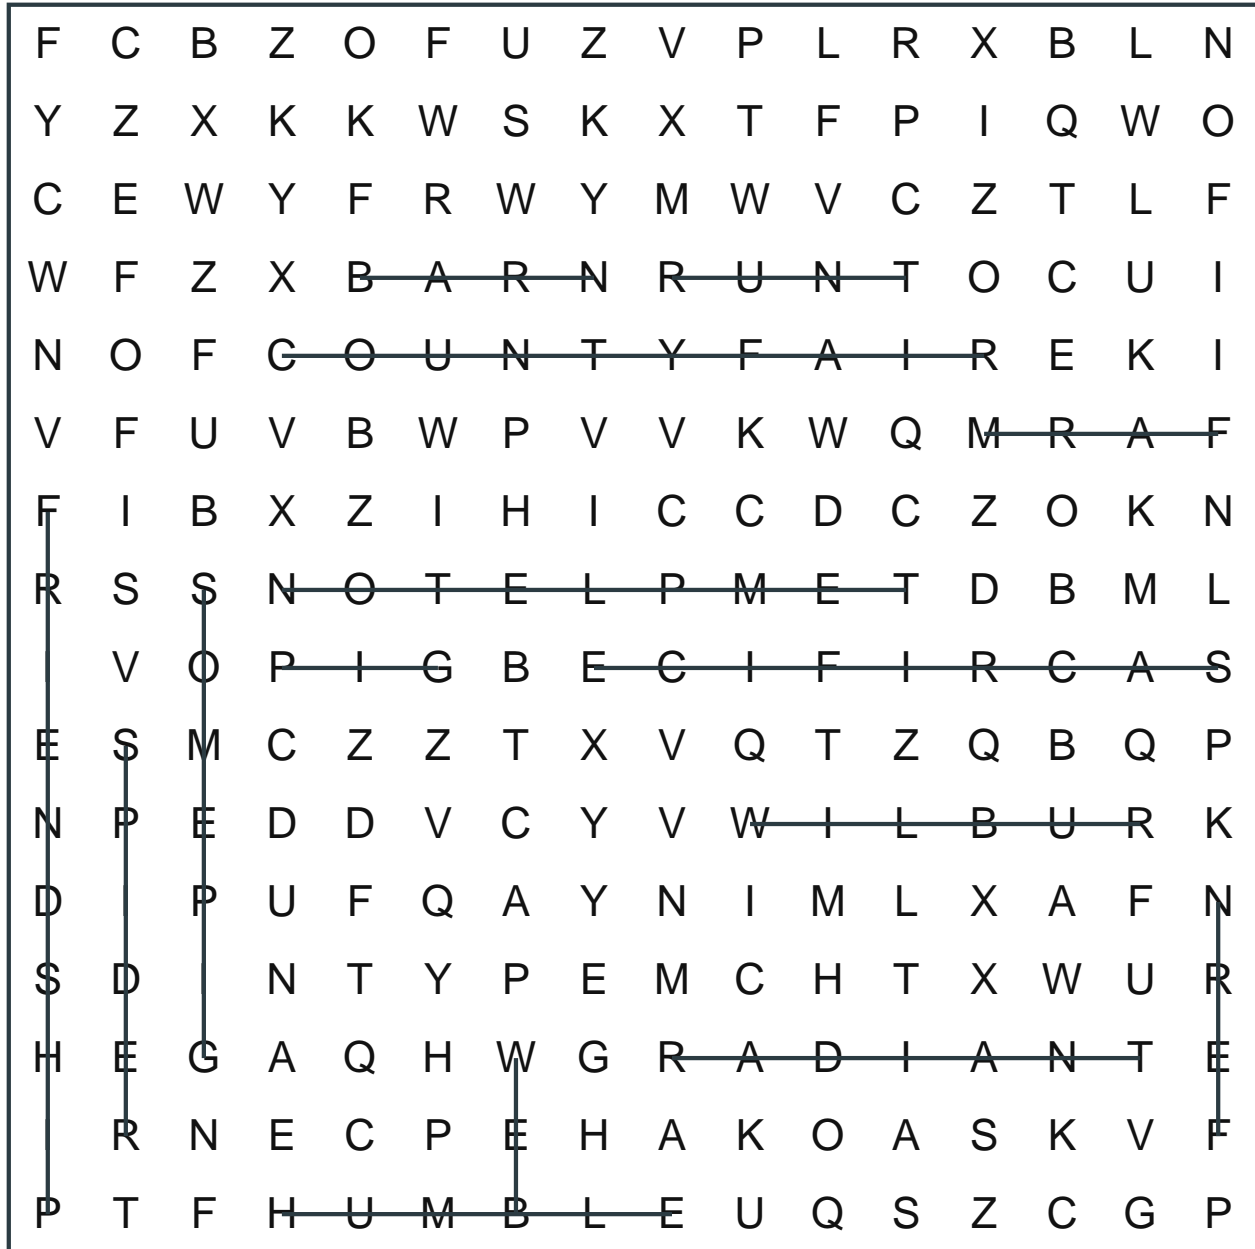 F C B Z O F U Z V P L R X B L N
Y Z X K K W S K X T F P I Q W O
C E W Y F R W Y M W V C Z T L F
W F Z X B A R N R U N T O C U I
N O F C O U N T Y F A I R E K I
V F U V B W P V V K W Q M R A F
F I B X Z I H I C C D C Z O K N
R S S N O T E L P M E T D B M L
I V O P I G B E C I F I R C A S
E S M C Z Z T X V Q T Z Q B Q P
N P E D D V C Y V W I L B U R K
D I P U F Q A Y N I M L X A F N
S D I N T Y P E M C H T X W U R
H E G A Q H W G R A D I A N T E
I R N E C P E H A K O A S K V F
P T F H U M B L E U Q S Z C G P